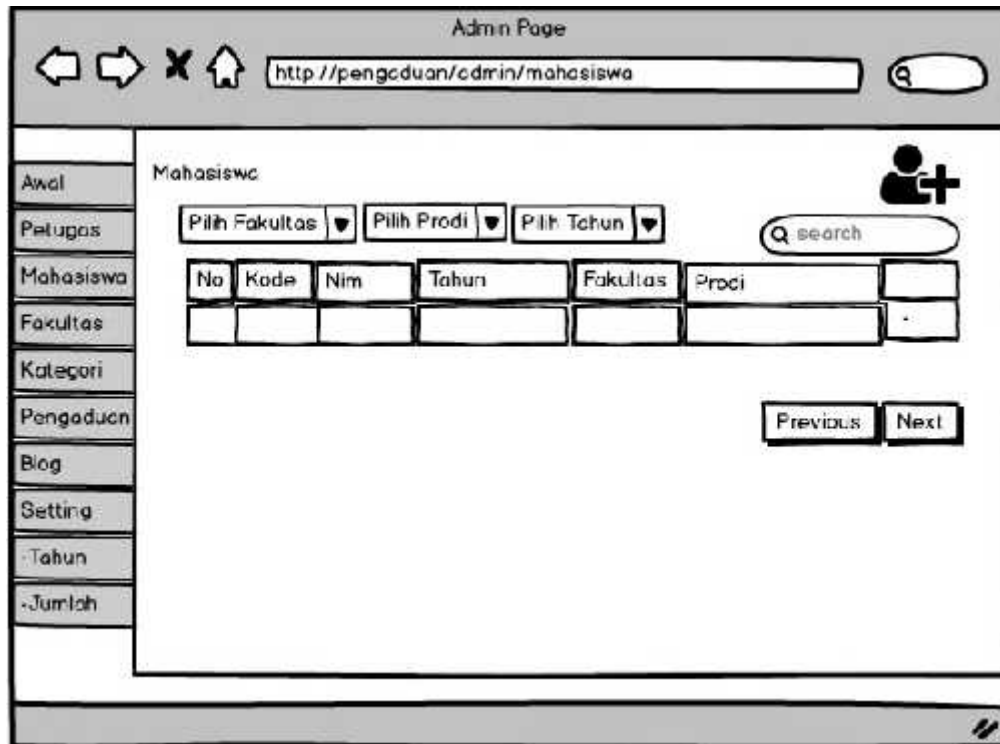 Admin Page
http://pengaduan/admin/mahasiswa
Awal
Petugas
Mahasiswa
Fakultas
Kategori
Pengaduan
Blog
Setting
-Tahun
-Jumlah
Mahasiswa
Pilih Fakultas Pilih Prodi Pilih Tahun
search
No Kode Nim Tahun Fakultas Prodi
Previous Next